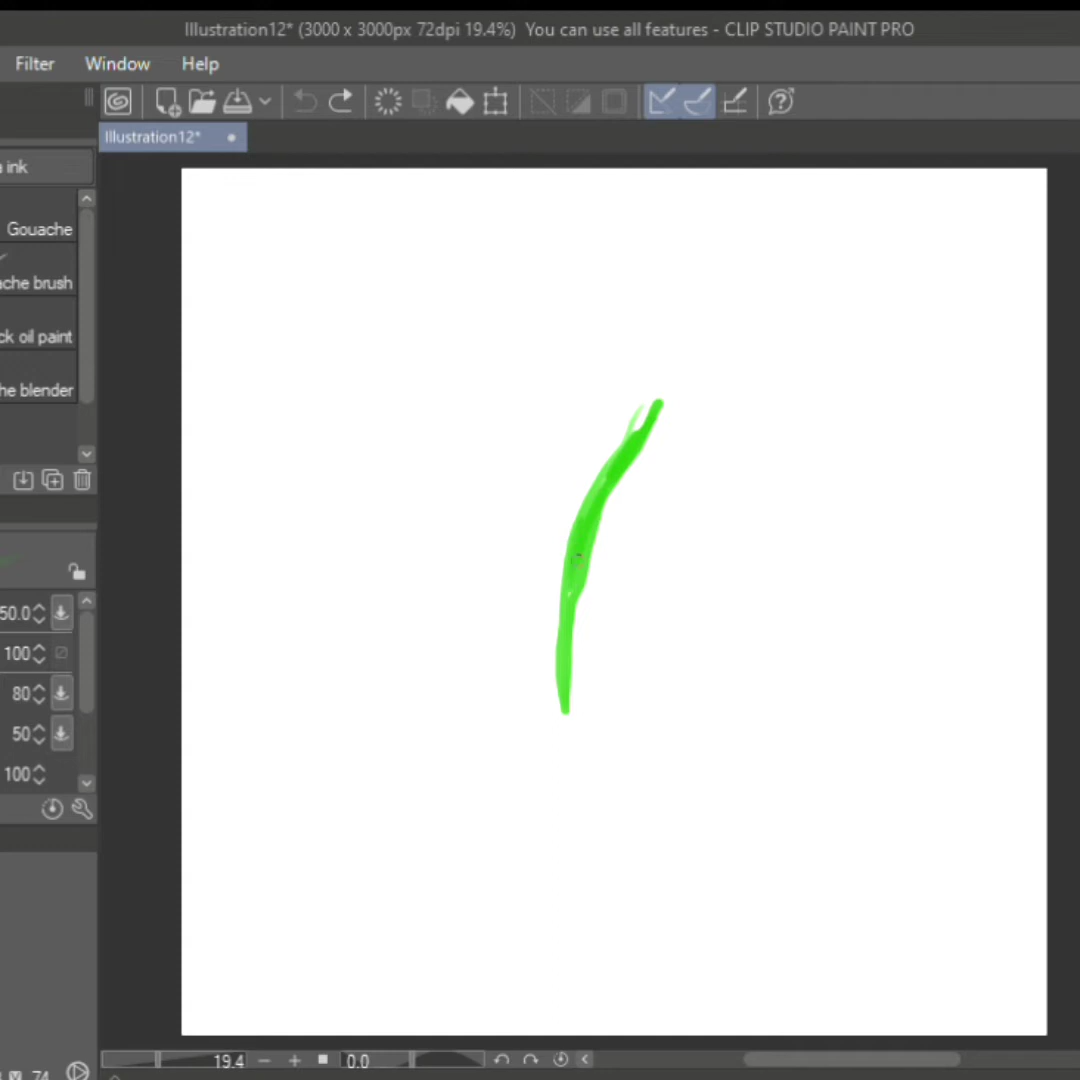 Illustration12* (3000 x 3000px 72dpi 19.4%) You can use all features - CLIP STUDIO PAINT PRO
Filter Window Help
Illustration12*
a ink
Gouache
ache brush
ck oil paint
he blender
50.0
100
80
50
100
19.4 0.0
74